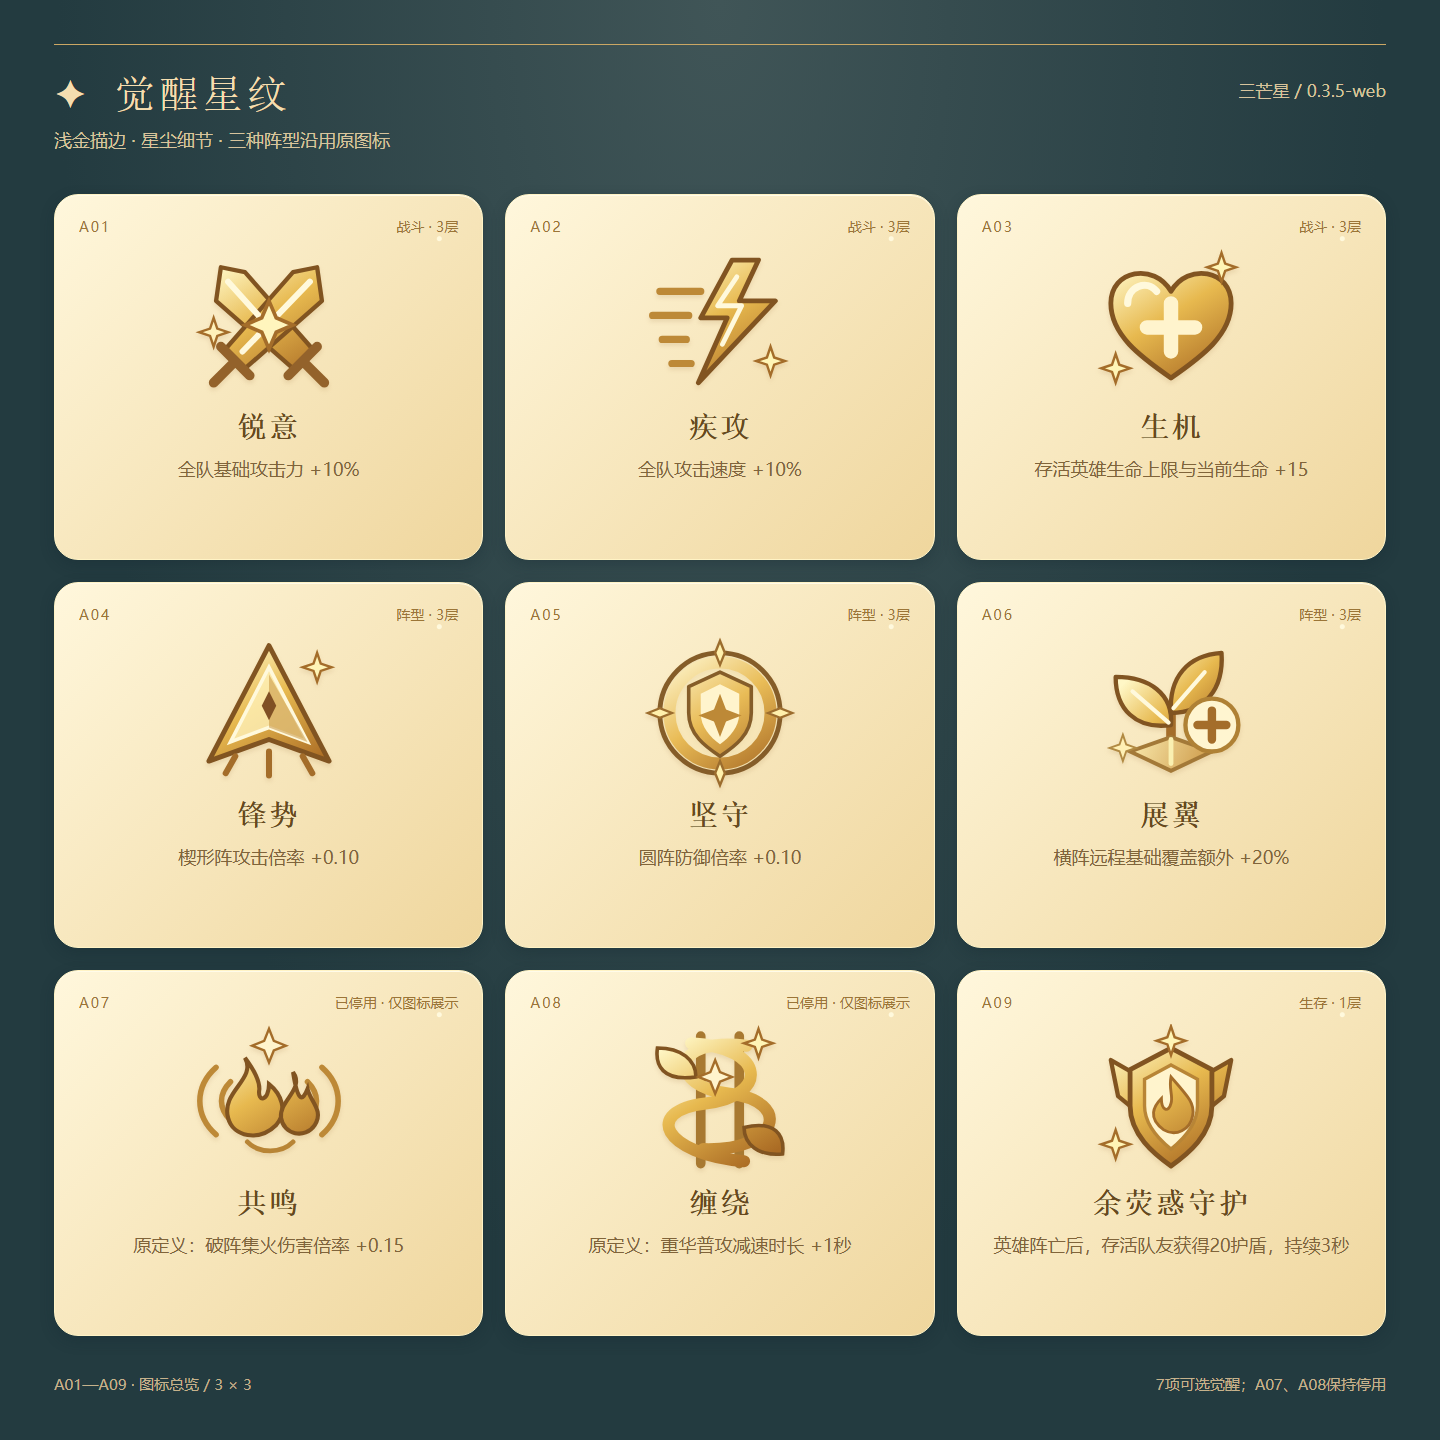 觉醒星纹
三芒星 / 0.3.5-web
浅金描边 · 星尘细节 · 三种阵型沿用原图标
A01
战斗 · 3层
锐意
全队基础攻击力 +10%
A02
战斗 · 3层
疾攻
全队攻击速度 +10%
A03
战斗 · 3层
生机
存活英雄生命上限与当前生命 +15
A04
阵型 · 3层
锋势
楔形阵攻击倍率 +0.10
A05
阵型 · 3层
坚守
圆阵防御倍率 +0.10
A06
阵型 · 3层
展翼
横阵远程基础覆盖额外 +20%
A07
已停用 · 仅图标展示
共鸣
原定义：破阵集火伤害倍率 +0.15
A08
已停用 · 仅图标展示
缠绕
原定义：重华普攻减速时长 +1秒
A09
生存 · 1层
余荧惑守护
英雄阵亡后，存活队友获得20护盾，持续3秒
A01—A09 · 图标总览 / 3 × 3
7项可选觉醒；A07、A08保持停用